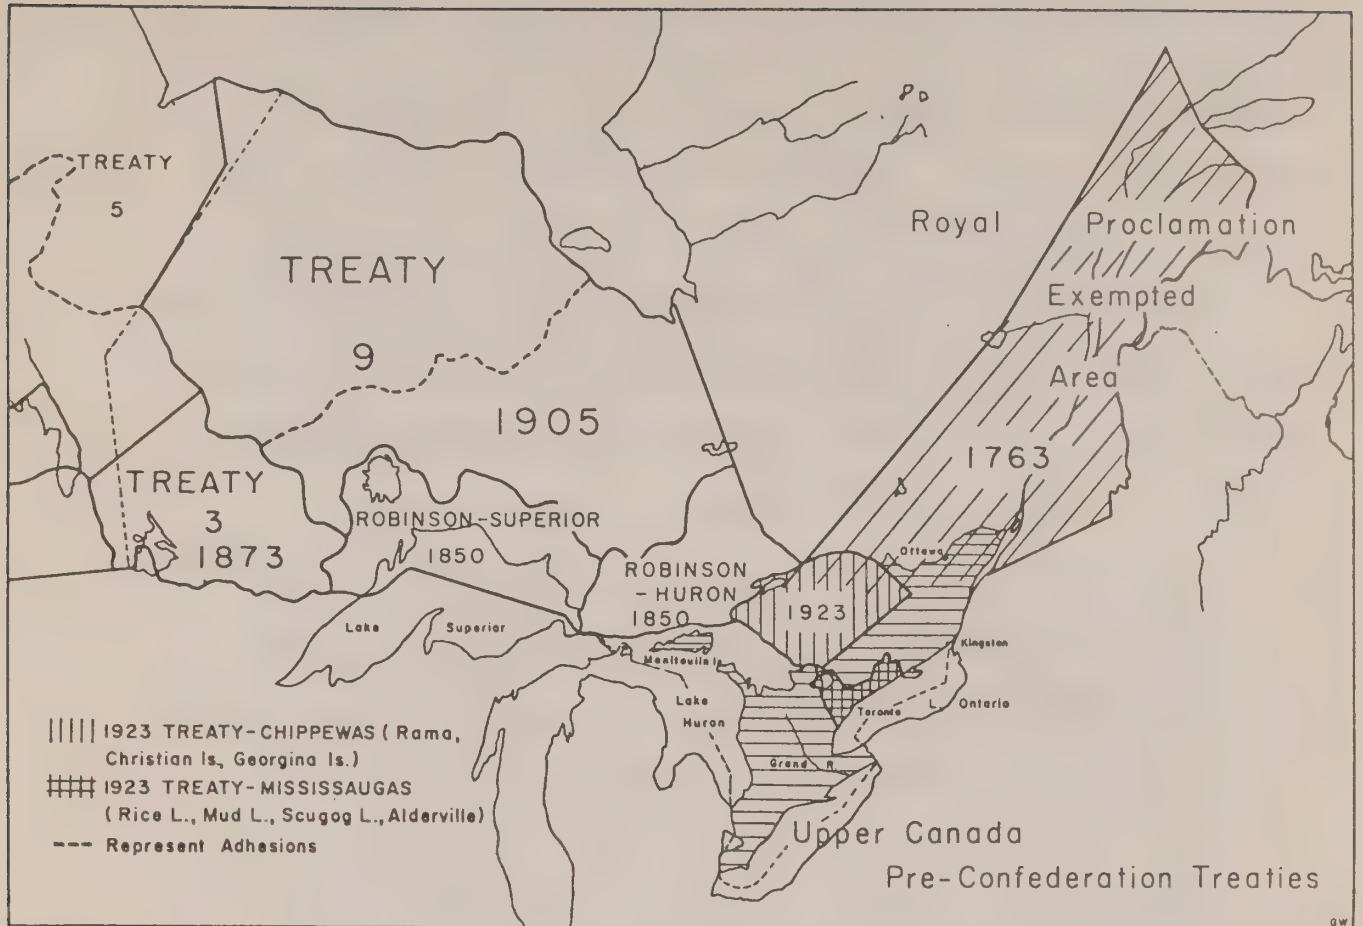 TREATY
5
TREATY
9
1905
TREATY
3
1873
ROBINSON-SUPERIOR
1850
ROBINSON
-HURON
1850
1923
Royal
Proclamation
Exempted
Area
1763
Ottawa
Kingston
Lake Superior
Manitoulin Is.
Lake
Huron
Toronto
L. Ontario
Grand R.
Upper Canada
Pre-Confederation Treaties
1923 TREATY-CHIPPEWAS (Rama,
Christian Is., Georgina Is.)
1923 TREATY-MISSISSAUGAS
(Rice L., Mud L., Scugog L., Alderville)
--- Represent Adhesions
GW